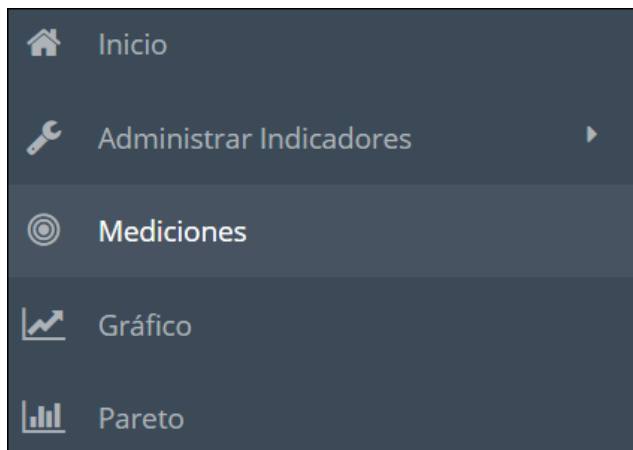 Inicio
Administrar Indicadores
Mediciones
Gráfico
Pareto